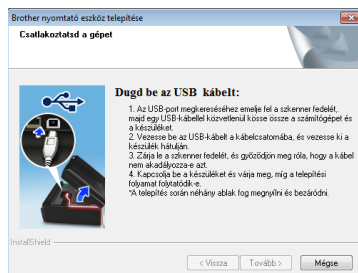 Brother nyomtató eszköz telepítése
Csatlakoztatsd a gépet
Dugd be az USB kábelt:
1. Az USB-port megkereséséhez emelje fel a szkenner fedelét,
majd egy USB-kábellel közvetlenül kösse össze a számítógépet és
a készüléket.
2. Vezesse be az USB-kábelt a kábelcsatornába, és vezesse ki a
készülék hátulján.
3. Zárja le a szkenner fedelét, és győződjön meg róla, hogy a kábel
nem akadályozza-e azt.
4. Kapcsolja be a készüléket és várja meg, míg a telepítési
folyamat folytatódik-e.
*A telepítés során néhány ablak fog megnyílni és bezáródni.
InstallShield
< Vissza
Tovább >
Mégse